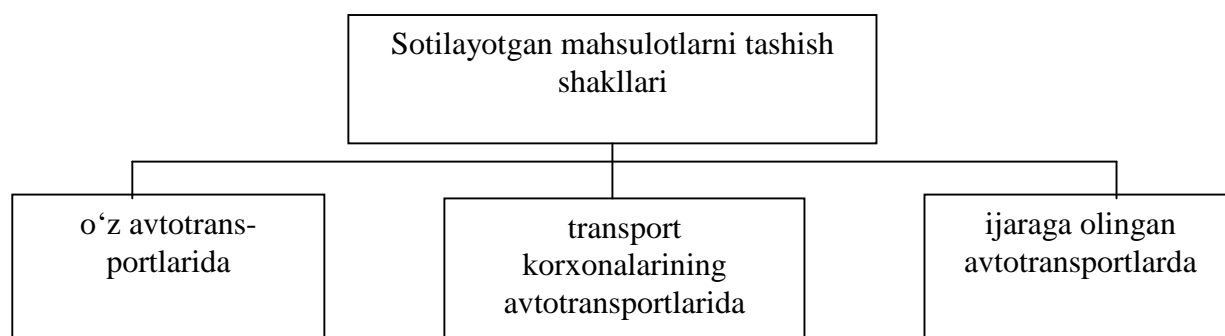 Sotilayotgan mahsulotlarni tashish
shakllari
o‘z avtotrans-
portlarida
transport
korxonalarining
avtotransportlarida
ijaraga olingan
avtotransportlarda